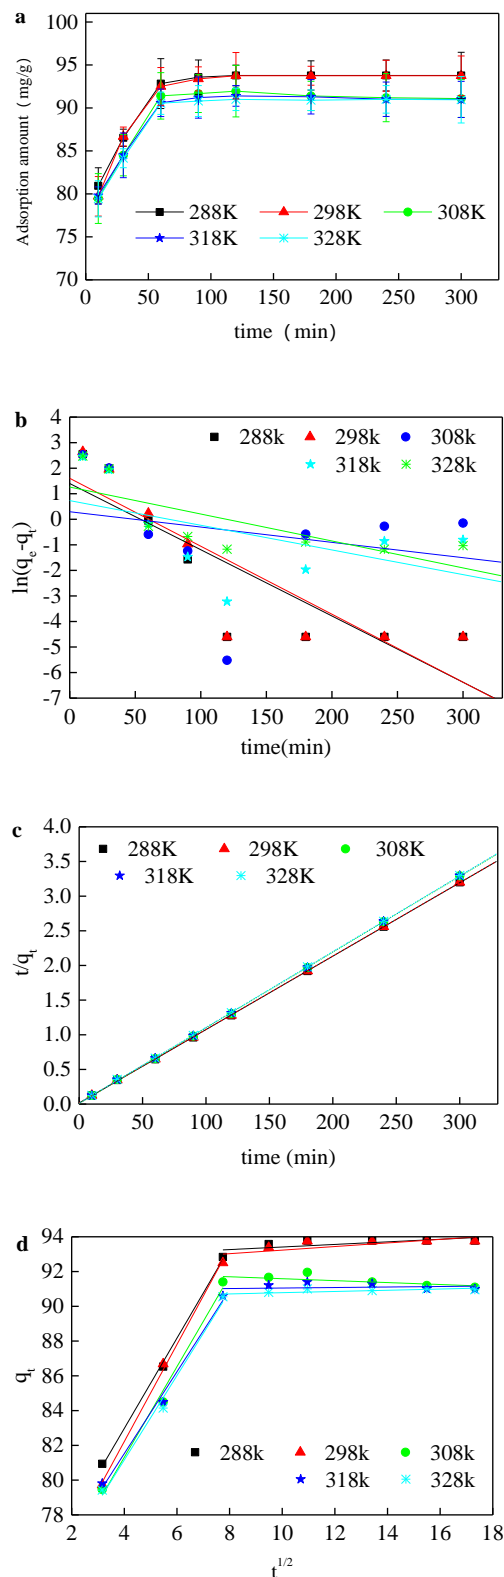 a
100
95
90
85
80
75
70
Adsorption amount (mg/g)
288K 298K 308K
318K 328K
0 50 100 150 200 250 300
time (min)
b
4
3
2
1
0
-1
-2
-3
-4
-5
-6
-7
ln(qe-qt)
288k 298k 308k
318k 328k
0 50 100 150 200 250 300
time(min)
c
4.0
3.5
3.0
2.5
2.0
1.5
1.0
0.5
0.0
t/qt
288K 298K 308K
318K 328K
0 50 100 150 200 250 300
time (min)
d
94
92
90
88
86
84
82
80
78
qt
288k 298k 308k
318k 328k
2 4 6 8 10 12 14 16 18
t1/2